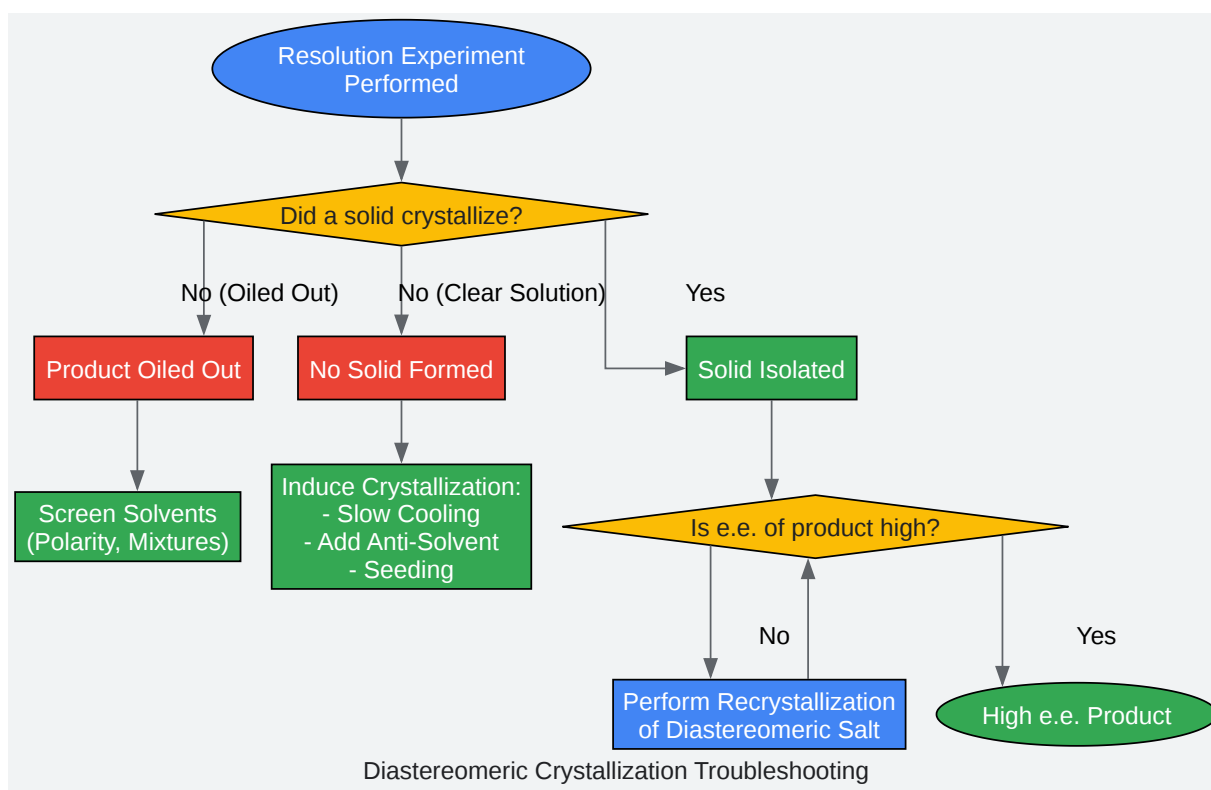 Resolution Experiment
Performed
Did a solid crystallize?
No (Oiled Out)
No (Clear Solution)
Yes
Product Oiled Out
No Solid Formed
Solid Isolated
Screen Solvents
(Polarity, Mixtures)
Induce Crystallization:
- Slow Cooling
- Add Anti-Solvent
- Seeding
Is e.e. of product high?
No
Yes
Perform Recrystallization
of Diastereomeric Salt
High e.e. Product
Diastereomeric Crystallization Troubleshooting